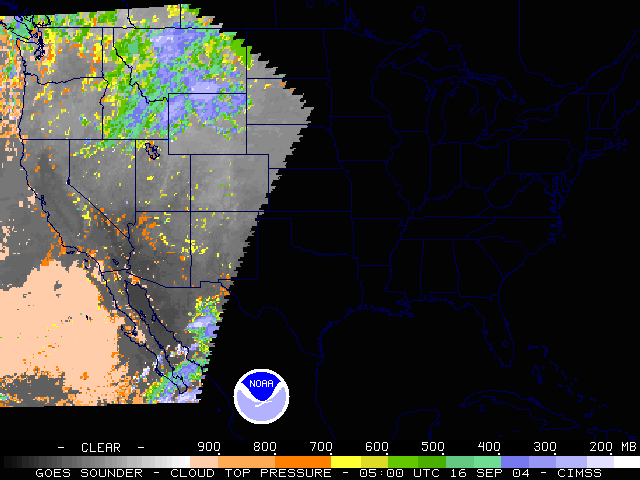 NOAA
- CLEAR - 900 800 700 600 500 400 300 200 MB
GOES SOUNDER - CLOUD TOP PRESSURE - 05:00 UTC 16 SEP 04 - CIMSS